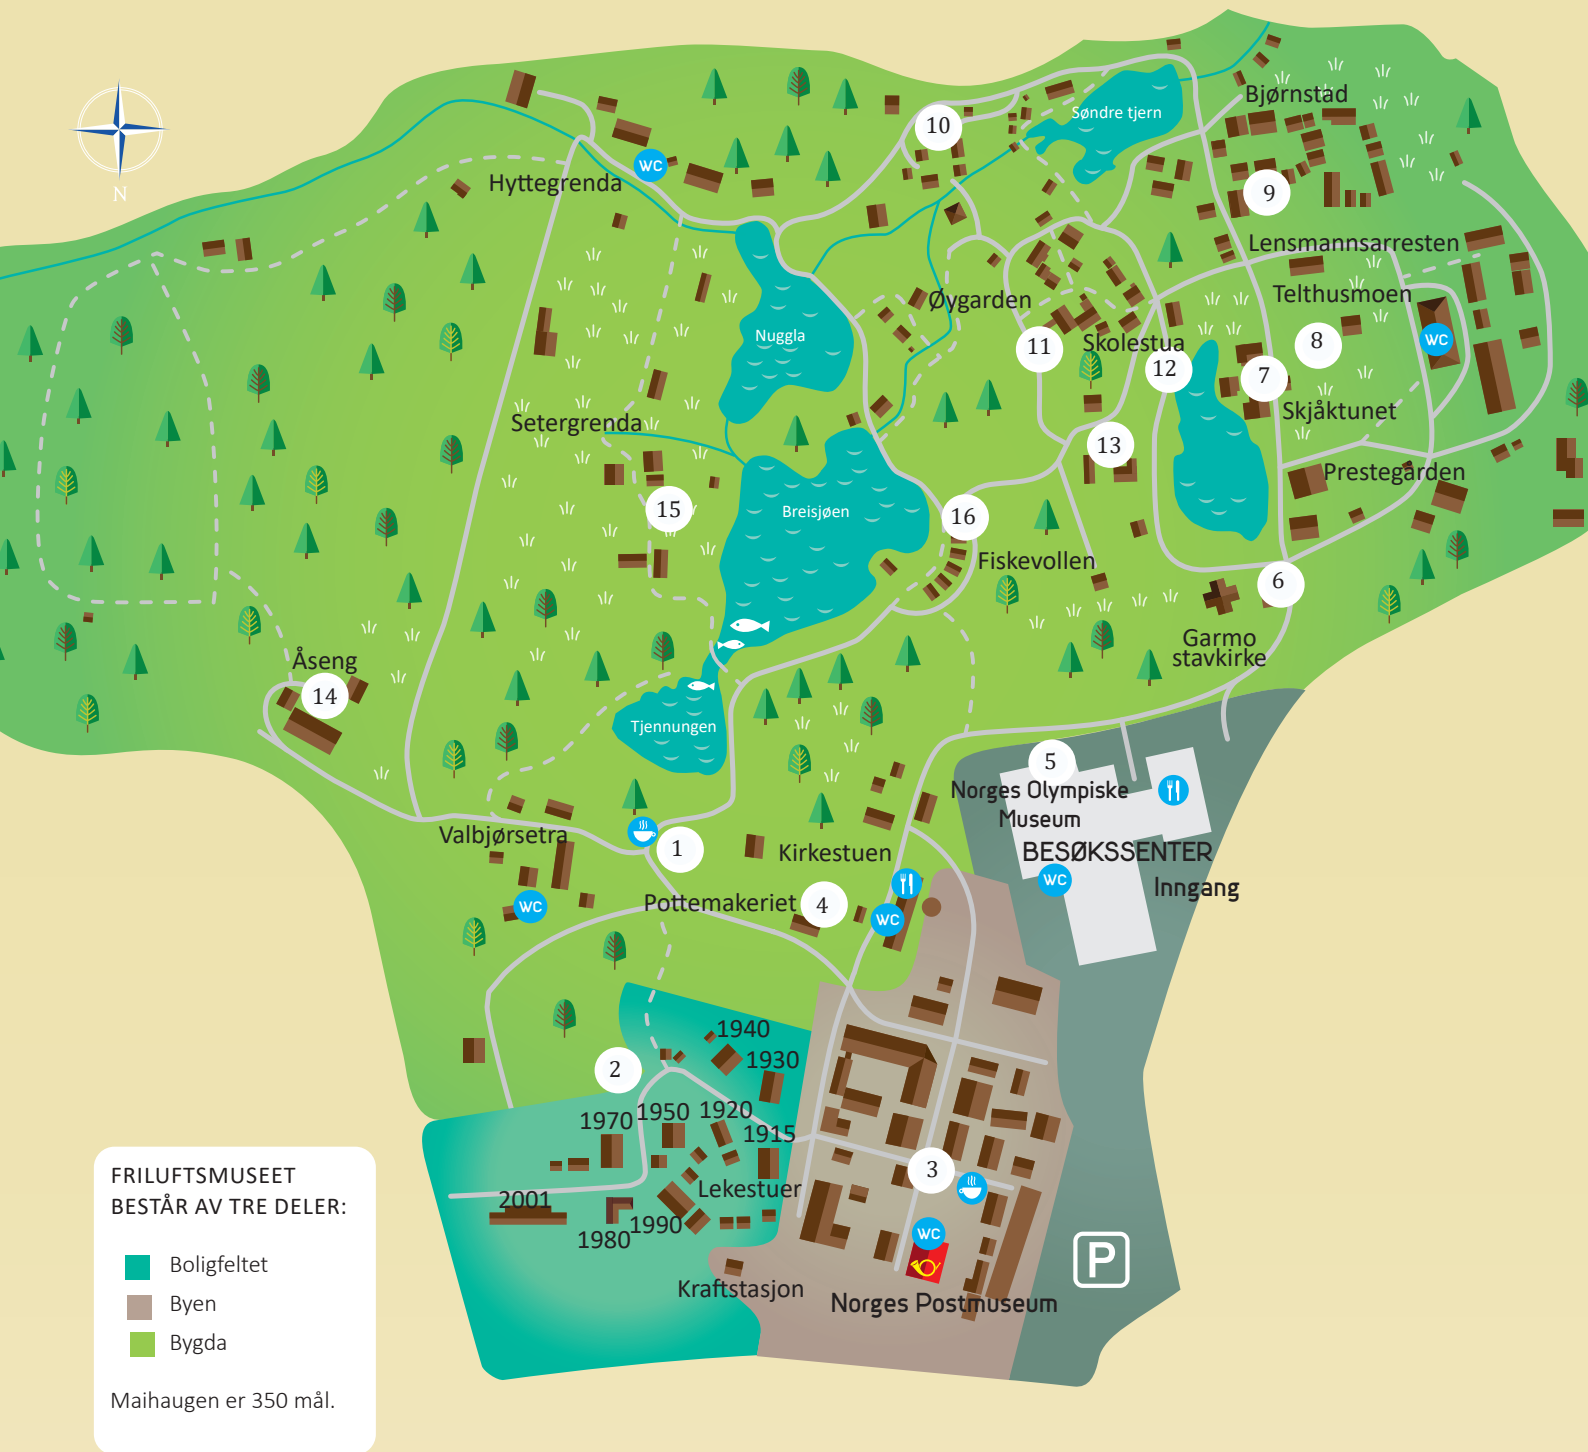 Bjørnstad
Søndre tjern
10
WC
Hyttegrenda
9
N
Lensmannsarresten
Øygarden
Telthusmoen
Nuggla
Skolestua
8
WC
11
12
7
Setergrenda
Skjåktunet
13
Prestegarden
15
Breisjøen
16
Fiskevollen
6
Garmo
stavkirke
Åseng
14
Tjennungen
5
Norges Olympiske
Museum
Valbjørsetra
1
Kirkestuen
BESØKSSENTER
WC
Inngang
Pottemakeriet
4
WC
WC
1940
1930
2
1970
1950
1920
1915
3
Lekestuer
2001
1990
1980
WC
Kraftstasjon
Norges Postmuseum
P
FRILUFTSMUSEET
BESTÅR AV TRE DELER:
Boligfeltet
Byen
Bygda
Maihaugen er 350 mål.